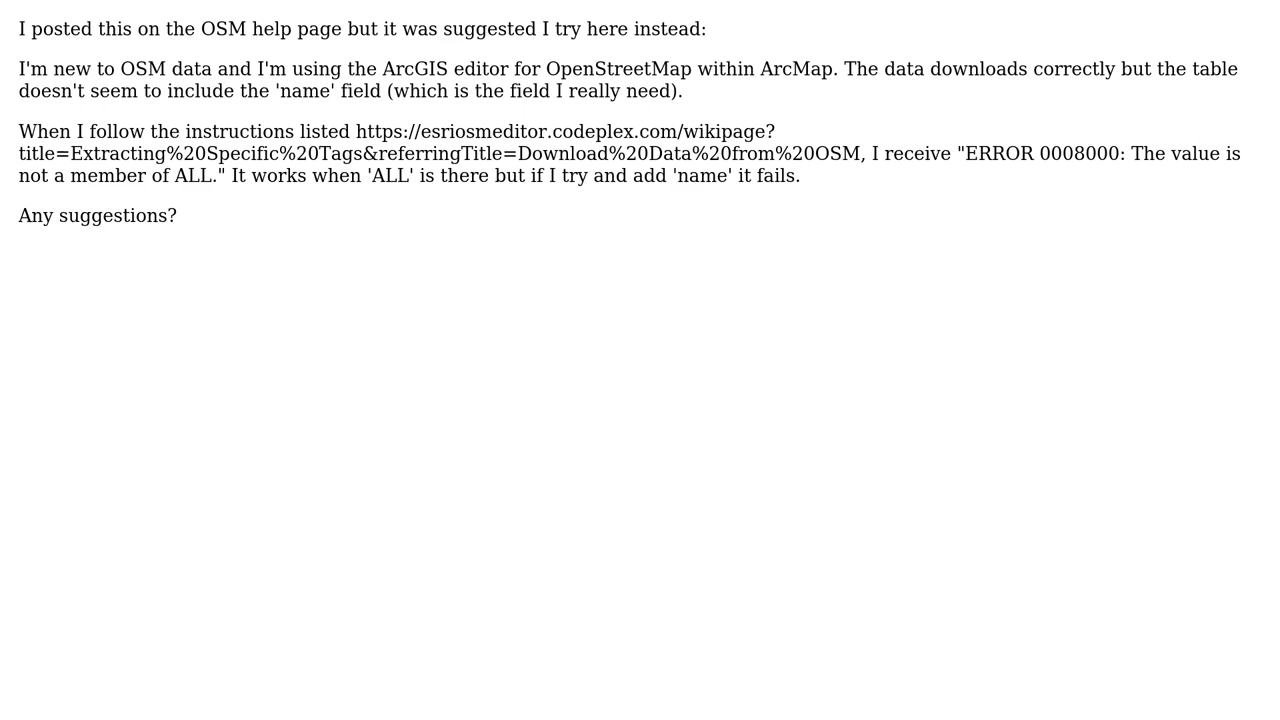 I posted this on the OSM help page but it was suggested I try here instead:
I'm new to OSM data and I'm using the ArcGIS editor for OpenStreetMap within ArcMap. The data downloads correctly but the table
doesn't seem to include the 'name' field (which is the field I really need).
When I follow the instructions listed https://esriosmeditor.codeplex.com/wikipage?
title=Extracting%20Specific%20Tags&referringTitle=Download%20Data%20from%20OSM, I receive "ERROR 0008000: The value is
not a member of ALL." It works when 'ALL' is there but if I try and add 'name' it fails.
Any suggestions?